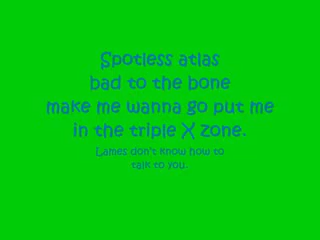 Spotless atlas
bad to the bone
make me wanna go put me
in the triple X zone.
Lames don't know how to
talk to you.